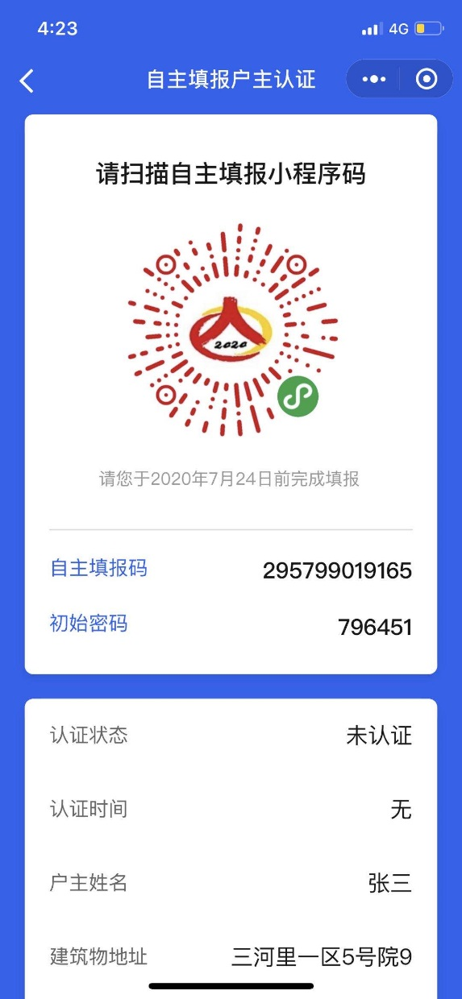 4:23
4G
自主填报户主认证
请扫描自主填报小程序码
2020
请您于2020年7月24日前完成填报
自主填报码 295799019165
初始密码 796451
认证状态 未认证
认证时间 无
户主姓名 张三
建筑物地址 三河里一区5号院9